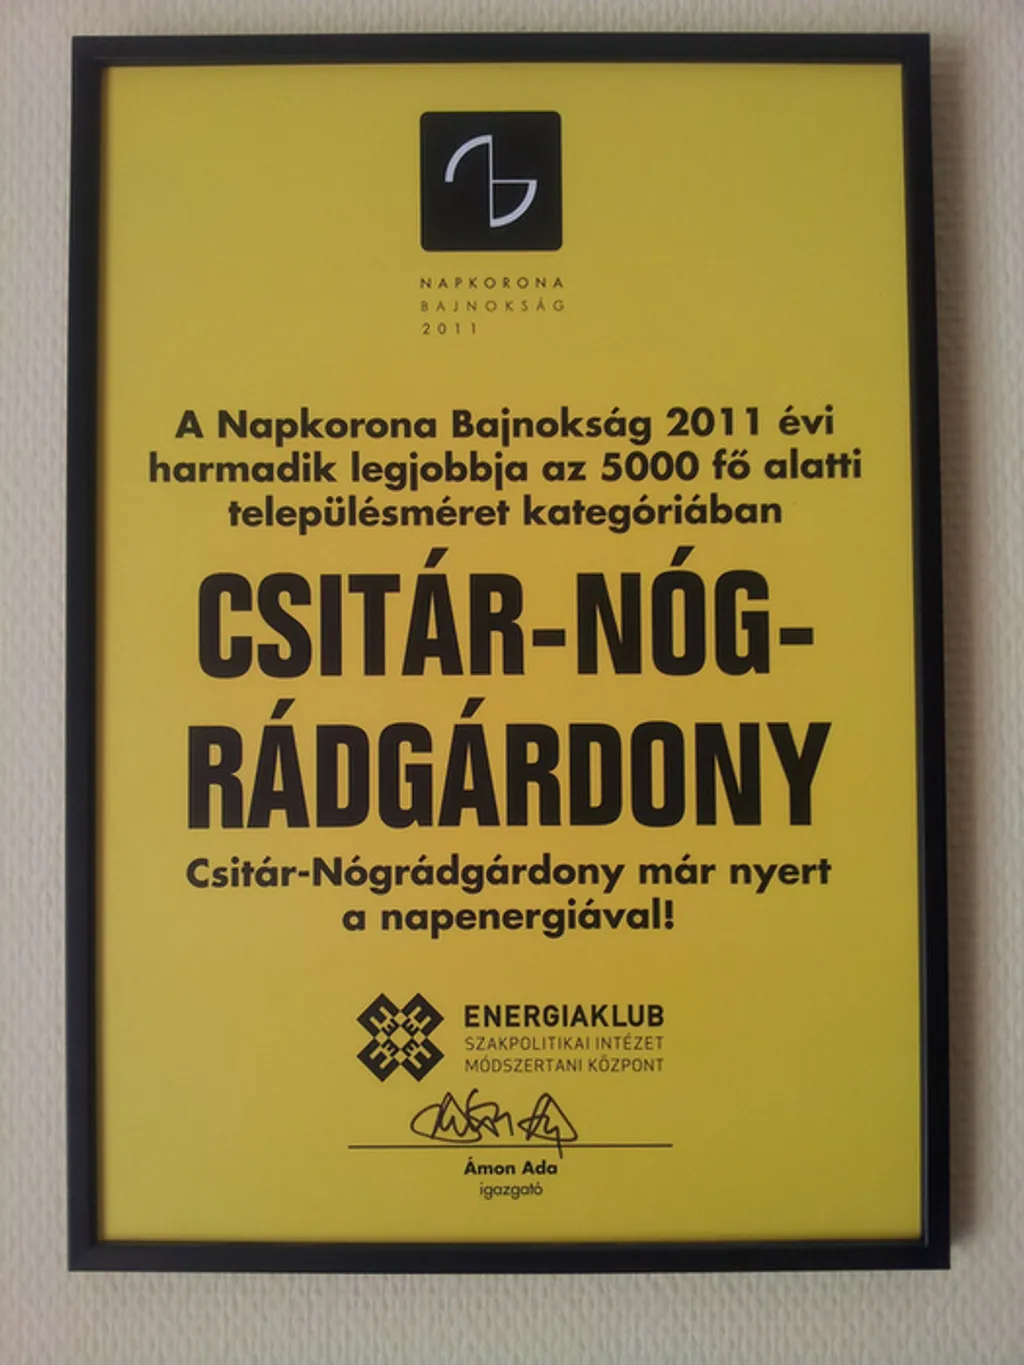 NAPKORONA
BAJNOKSÁG
2011
A Napkorona Bajnokság 2011 évi
harmadik legjobbja az 5000 fő alatti
településméret kategóriában
CSITÁR-NÓG-
RÁDGÁRDONY
Csitár-Nógrádgárdony már nyert
a napenergiával!
ENERGIAKLUB
SZAKPOLITIKAI INTÉZET
MÓDSZERTANI KÖZPONT
Ámon Ada
igazgató